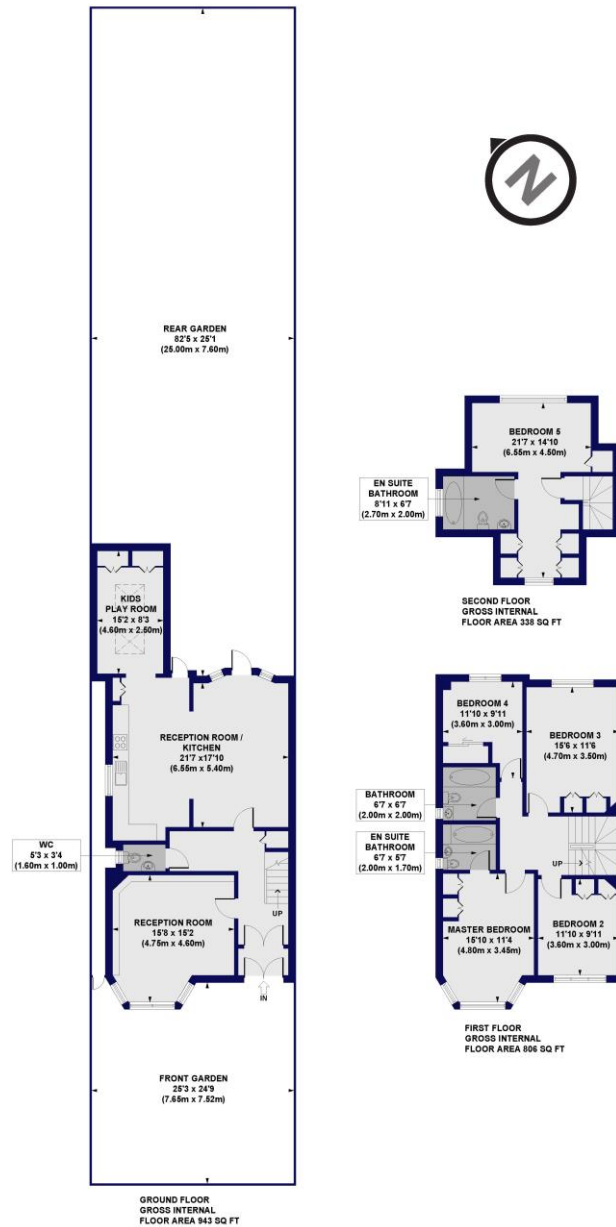 REAR GARDEN
82'5 x 25'1
(25.00m x 7.60m)
N
BEDROOM 5
21'7 x 14'10
(6.55m x 4.50m)
EN SUITE
BATHROOM
8'11 x 6'7
(2.70m x 2.00m)
SECOND FLOOR
GROSS INTERNAL
FLOOR AREA 338 SQ FT
KIDS
PLAY ROOM
15'2 x 8'3
(4.60m x 2.50m)
RECEPTION ROOM /
KITCHEN
21'7 x17'10
(6.55m x 5.40m)
WC
5'3 x 3'4
(1.60m x 1.00m)
UP
RECEPTION ROOM
15'8 x 15'2
(4.75m x 4.60m)
IN
FRONT GARDEN
25'3 x 24'9
(7.65m x 7.52m)
GROUND FLOOR
GROSS INTERNAL
FLOOR AREA 943 SQ FT
BEDROOM 4
11'10 x 9'11
(3.60m x 3.00m)
BEDROOM 3
15'6 x 11'6
(4.70m x 3.50m)
BATHROOM
6'7 x 6'7
(2.00m x 2.00m)
EN SUITE
BATHROOM
6'7 x 5'7
(2.00m x 1.70m)
UP
MASTER BEDROOM
15'10 x 11'4
(4.80m x 3.45m)
BEDROOM 2
11'10 x 9'11
(3.60m x 3.00m)
FIRST FLOOR
GROSS INTERNAL
FLOOR AREA 806 SQ FT